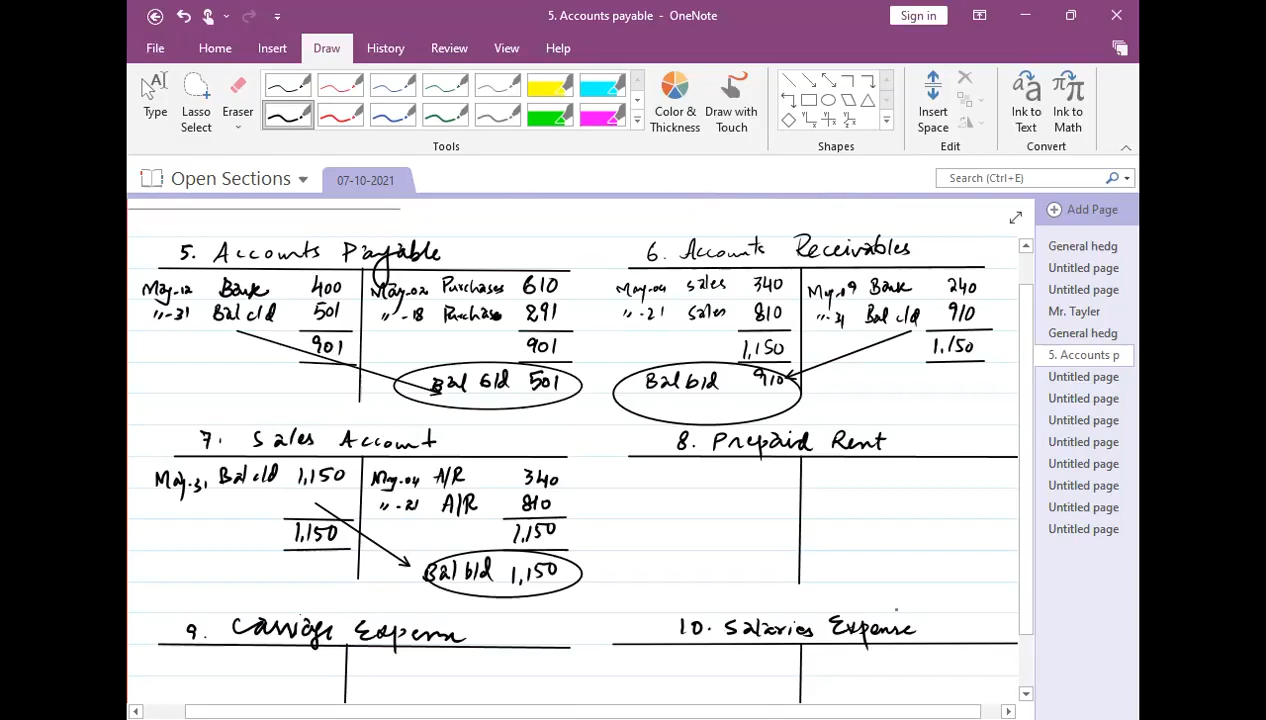 5. Accounts payable - OneNote
Sign in
File Home Insert Draw History Review View Help
Type
Lasso Select
Eraser
Color & Thickness
Draw with Touch
Insert Space
Ink to Text
Ink to Math
Tools
Shapes
Edit
Convert
Open Sections
07-10-2021
Search (Ctrl+E)
Add Page
General hedg
Untitled page
Untitled page
Mr. Taylor
General hedg
5. Accounts p
Untitled page
Untitled page
Untitled page
Untitled page
Untitled page
Untitled page
Untitled page
Untitled page
5. Accounts Payable
May-12 Bank 400 May-02 Purchases 610
"-31 Bal c/d 501 "-18 Purchases 291
901 901
Bal b/d 501
6. Accounts Receivables
May-04 Sales 340 May-19 Bank 240
"-21 Sales 810 "-31 Bal c/d 910
1,150 1,150
Bal b/d 910
7. Sales Account
May-31 Bal c/d 1,150 May-04 A/R 340
"-21 A/R 810
1,150 1,150
Bal b/d 1,150
8. Prepaid Rent
9. Carriage Expense
10. Salaries Expense